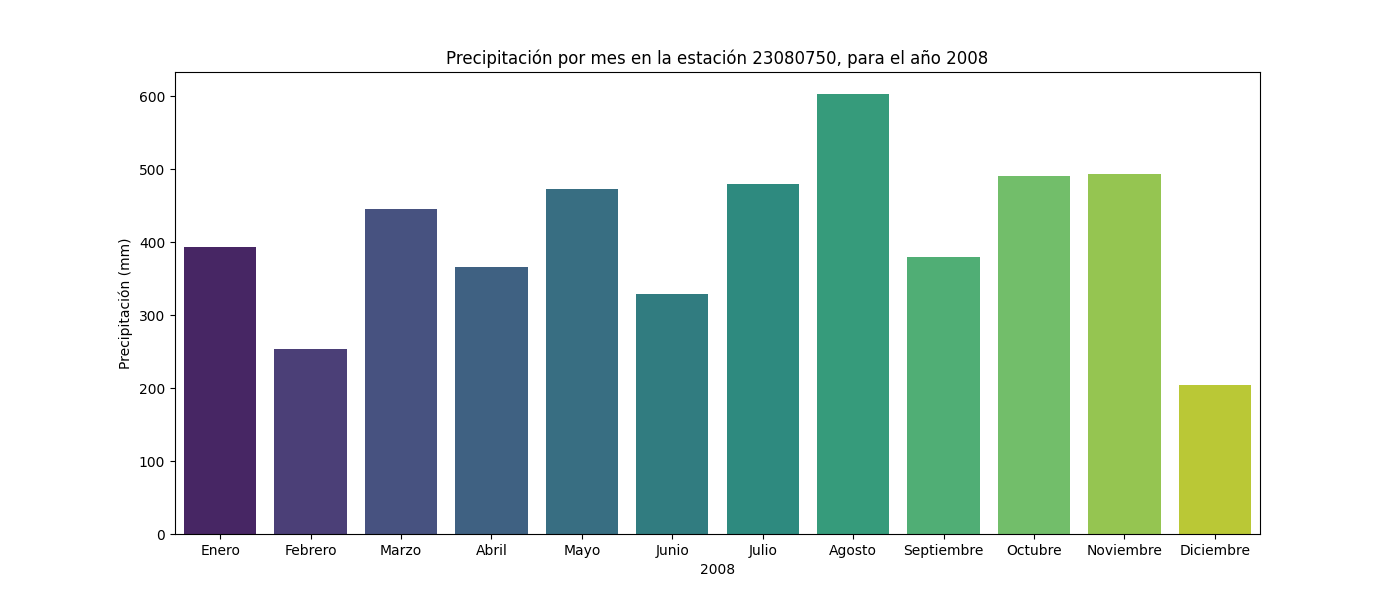 Precipitación por mes en la estación 23080750, para el año 2008
Precipitación (mm)
600
500
400
300
200
100
0
Enero Febrero Marzo Abril Mayo Junio Julio Agosto Septiembre Octubre Noviembre Diciembre
2008